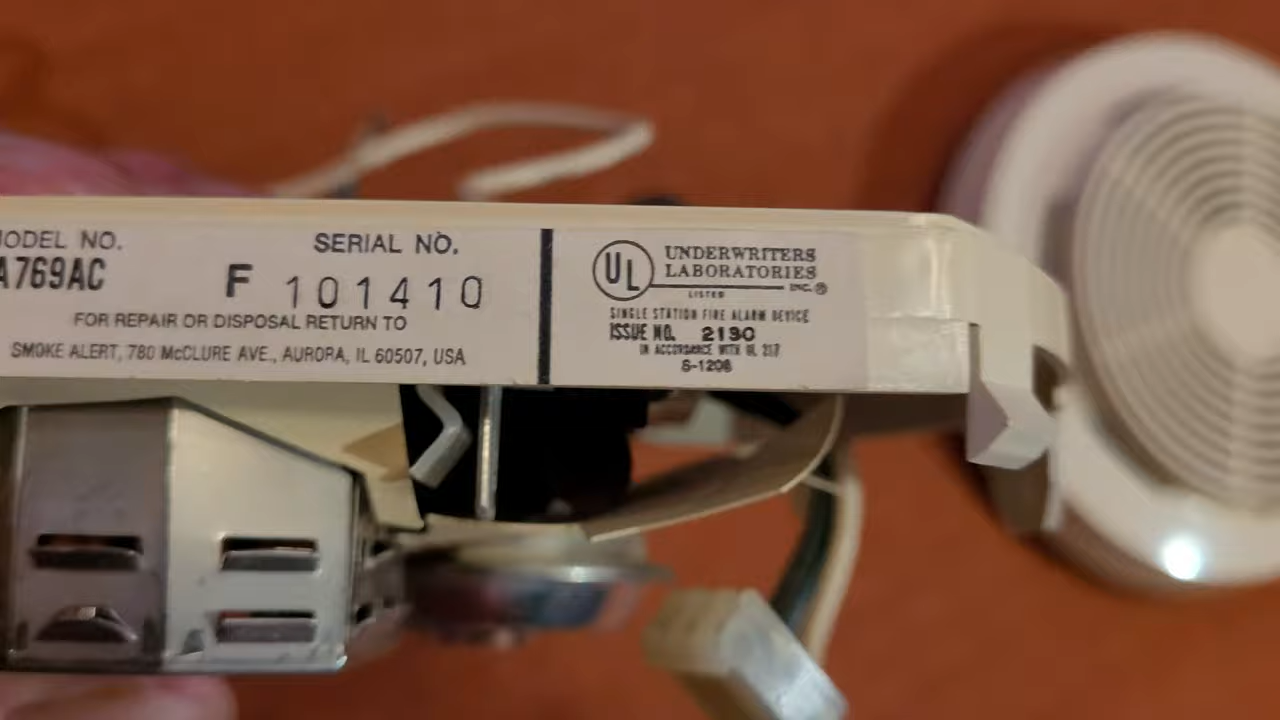 MODEL NO.
A769AC
SERIAL NO.
F 101410
FOR REPAIR OR DISPOSAL RETURN TO
SMOKE ALERT, 780 McCLURE AVE., AURORA, IL 60507, USA
UL
UNDERWRITERS
LABORATORIES
INC.®
LISTED
SINGLE STATION FIRE ALARM DEVICE
ISSUE NO. 2190
IN ACCORDANCE WITH UL 217
S-1206